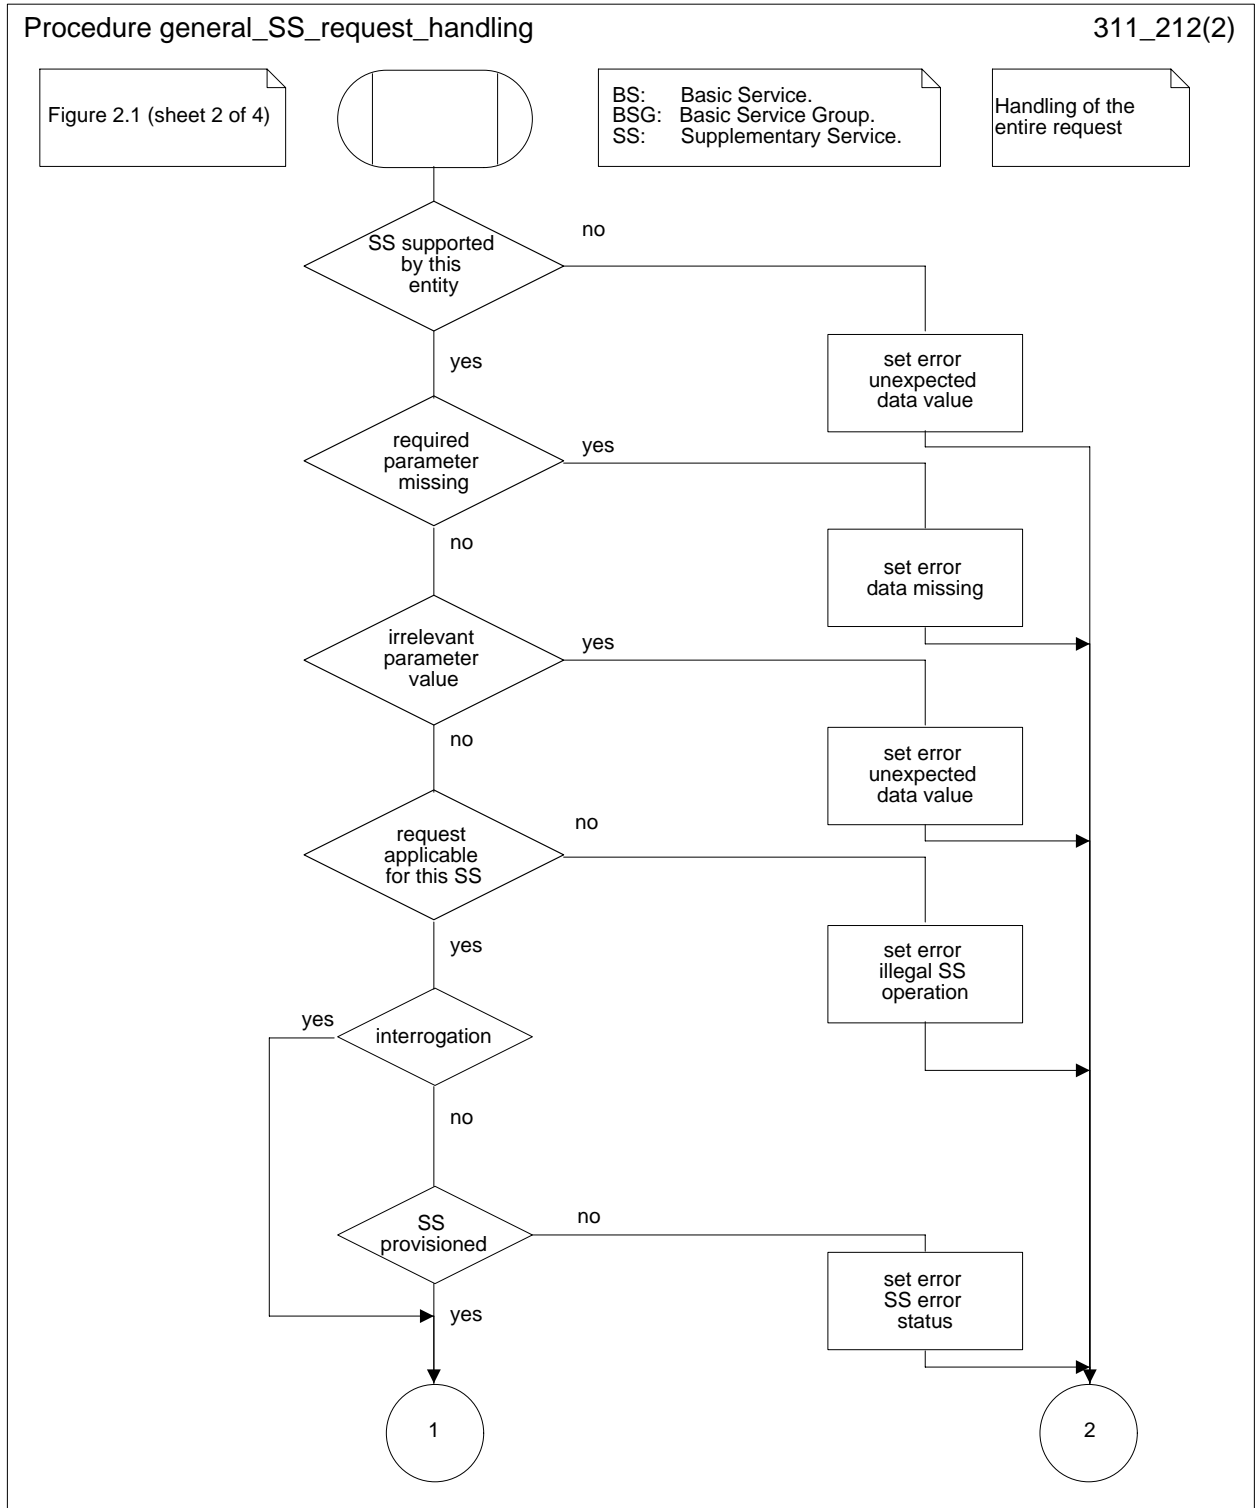 Procedure general_SS_request_handling 311_212(2)
Figure 2.1 (sheet 2 of 4)
BS: Basic Service.
BSG: Basic Service Group.
SS: Supplementary Service.
Handling of the
entire request
SS supported
by this
entity
no
yes
set error
unexpected
data value
required
parameter
missing
yes
no
set error
data missing
irrelevant
parameter
value
yes
no
set error
unexpected
data value
request
applicable
for this SS
no
yes
set error
illegal SS
operation
yes
interrogation
no
SS
provisioned
no
yes
set error
SS error
status
1
2